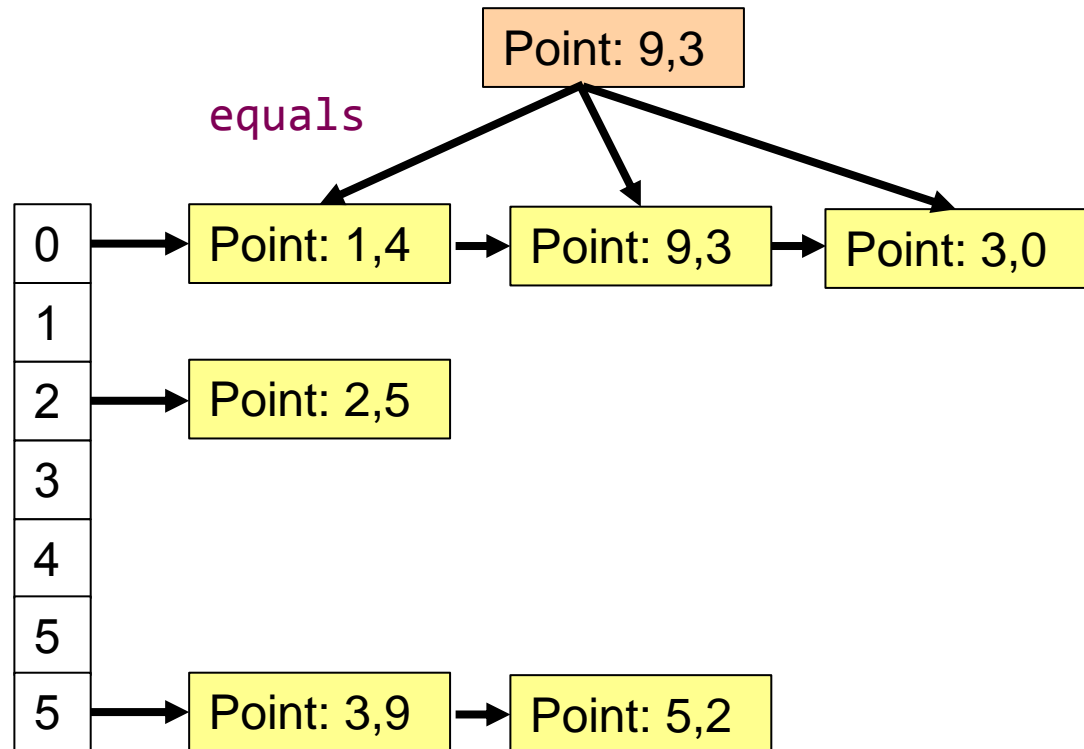 Point: 9,3
equals
0
Point: 1,4
Point: 9,3
Point: 3,0
1
2
Point: 2,5
3
4
5
5
Point: 3,9
Point: 5,2